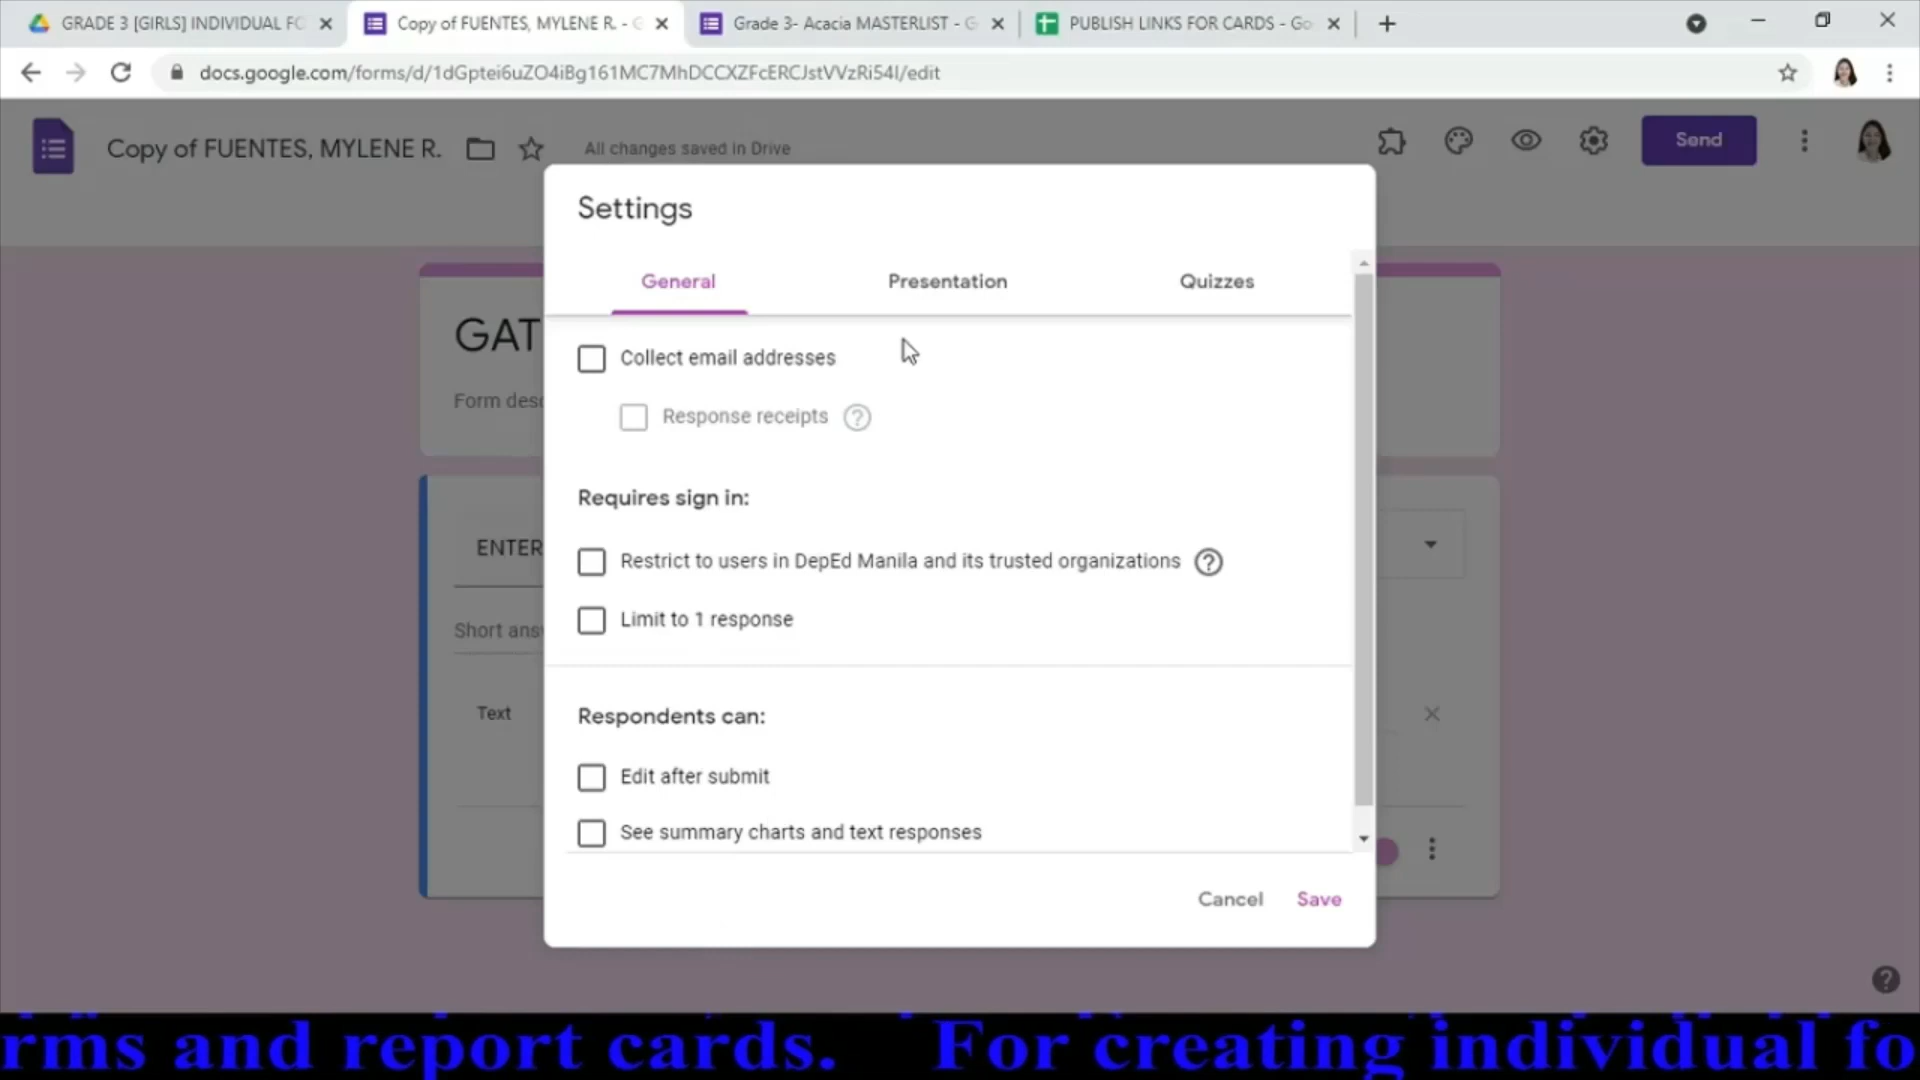 GRADE 3 [GIRLS] INDIVIDUAL FO
Copy of FUENTES, MYLENE R. - G
Grade 3- Acacia MASTERLIST - G
PUBLISH LINKS FOR CARDS - Go
docs.google.com/forms/d/1dGptei6uZO4iBg161MC7MhDCCXZFcERCJstVVzRi54I/edit
Copy of FUENTES, MYLENE R.
All changes saved in Drive
Send
Settings
General
Presentation
Quizzes
GAT
Form desc
Collect email addresses
Response receipts
Requires sign in:
ENTER
Restrict to users in DepEd Manila and its trusted organizations
Limit to 1 response
Short ans
Text
Respondents can:
Edit after submit
See summary charts and text responses
Cancel
Save
rms and report cards. For creating individual fo